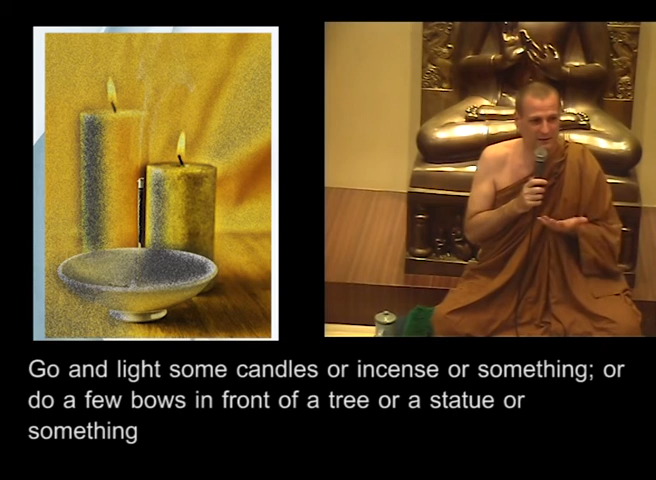 Go and light some candles or incense or something; or
do a few bows in front of a tree or a statue or
something